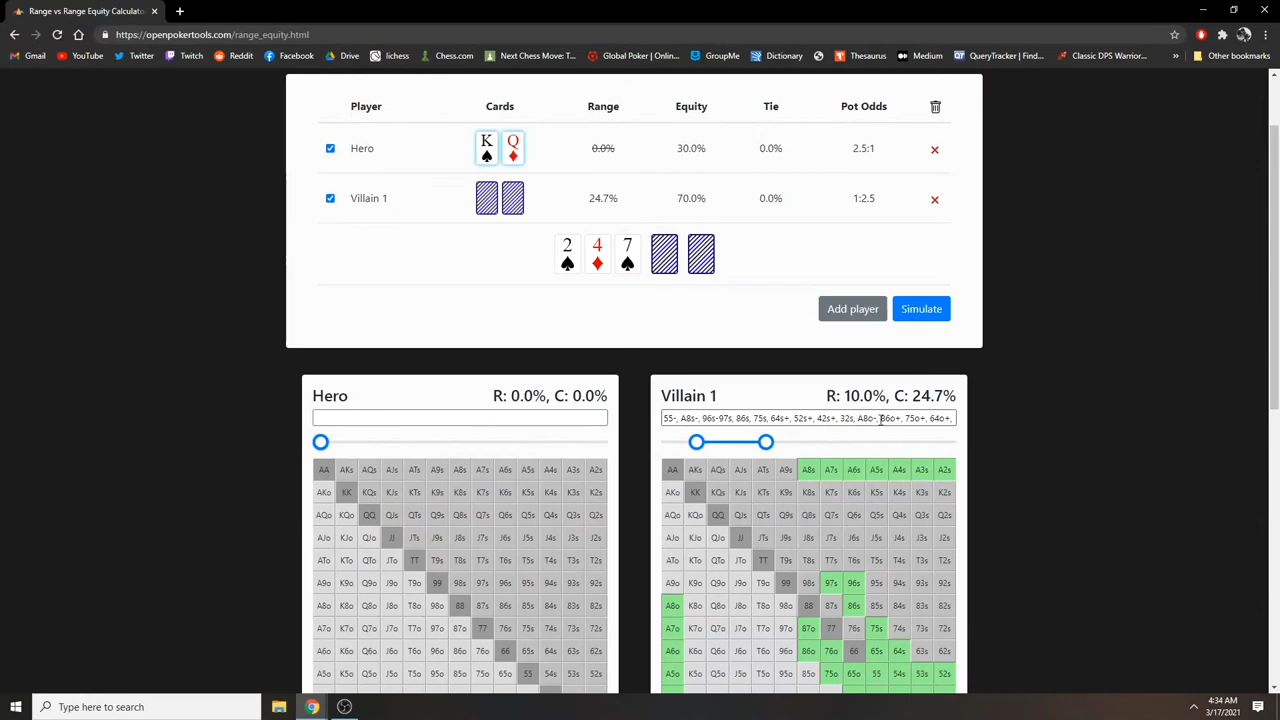 Range vs Range Equity Calculato
https://openpokertools.com/range_equity.html
Gmail YouTube Twitter Twitch Reddit Facebook Drive lichess Chess.com Next Chess Move: T... Global Poker | Online... GroupMe Dictionary Thesaurus Medium QueryTracker | Find... Classic DPS Warrior... Other bookmarks
Player Cards Range Equity Tie Pot Odds
Hero K Q 0.0% 30.0% 0.0% 2.5:1
Villain 1 24.7% 70.0% 0.0% 1:2.5
2 4 7
Add player Simulate
Hero R: 0.0%, C: 0.0%
Villain 1 R: 10.0%, C: 24.7%
55-, A8s-, 96s-97s, 86s, 75s, 64s+, 52s+, 42s+, 32s, A8o-, 86o+, 75o+, 64o+,
AA AKs AQs AJs ATs A9s A8s A7s A6s A5s A4s A3s A2s
AKo KK KQs KJs KTs K9s K8s K7s K6s K5s K4s K3s K2s
AQo KQo QQ QJs QTs Q9s Q8s Q7s Q6s Q5s Q4s Q3s Q2s
AJo KJo QJo JJ JTs J9s J8s J7s J6s J5s J4s J3s J2s
ATo KTo QTo JTo TT T9s T8s T7s T6s T5s T4s T3s T2s
A9o K9o Q9o J9o T9o 99 98s 97s 96s 95s 94s 93s 92s
A8o K8o Q8o J8o T8o 98o 88 87s 86s 85s 84s 83s 82s
A7o K7o Q7o J7o T7o 97o 87o 77 76s 75s 74s 73s 72s
A6o K6o Q6o J6o T6o 96o 86o 76o 66 65s 64s 63s 62s
A5o K5o Q5o J5o T5o 95o 85o 75o 65o 55 54s 53s 52s
AA AKs AQs AJs ATs A9s A8s A7s A6s A5s A4s A3s A2s
AKo KK KQs KJs KTs K9s K8s K7s K6s K5s K4s K3s K2s
AQo KQo QQ QJs QTs Q9s Q8s Q7s Q6s Q5s Q4s Q3s Q2s
AJo KJo QJo JJ JTs J9s J8s J7s J6s J5s J4s J3s J2s
ATo KTo QTo JTo TT T9s T8s T7s T6s T5s T4s T3s T2s
A9o K9o Q9o J9o T9o 99 98s 97s 96s 95s 94s 93s 92s
A8o K8o Q8o J8o T8o 98o 88 87s 86s 85s 84s 83s 82s
A7o K7o Q7o J7o T7o 97o 87o 77 76s 75s 74s 73s 72s
A6o K6o Q6o J6o T6o 96o 86o 76o 66 65s 64s 63s 62s
A5o K5o Q5o J5o T5o 95o 85o 75o 65o 55 54s 53s 52s
Type here to search
4:34 AM
3/17/2021